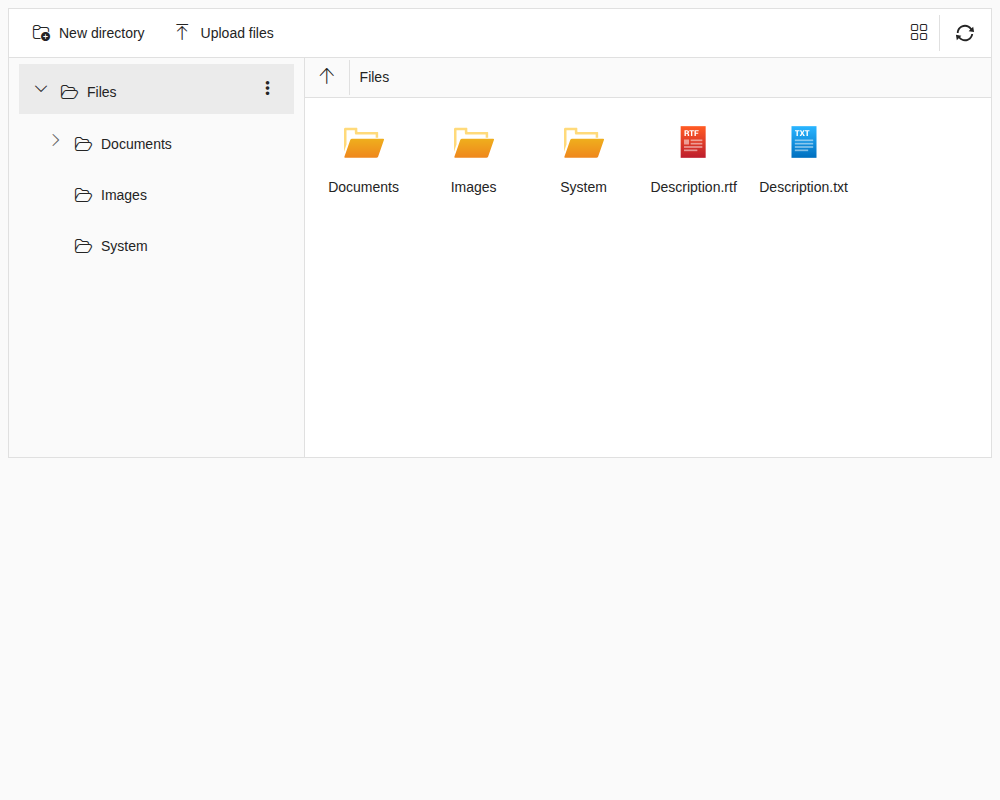 New directory
Upload files
Files
Files
Documents
Images
System
RTF
TXT
Documents
Images
System
Description.rtf
Description.txt